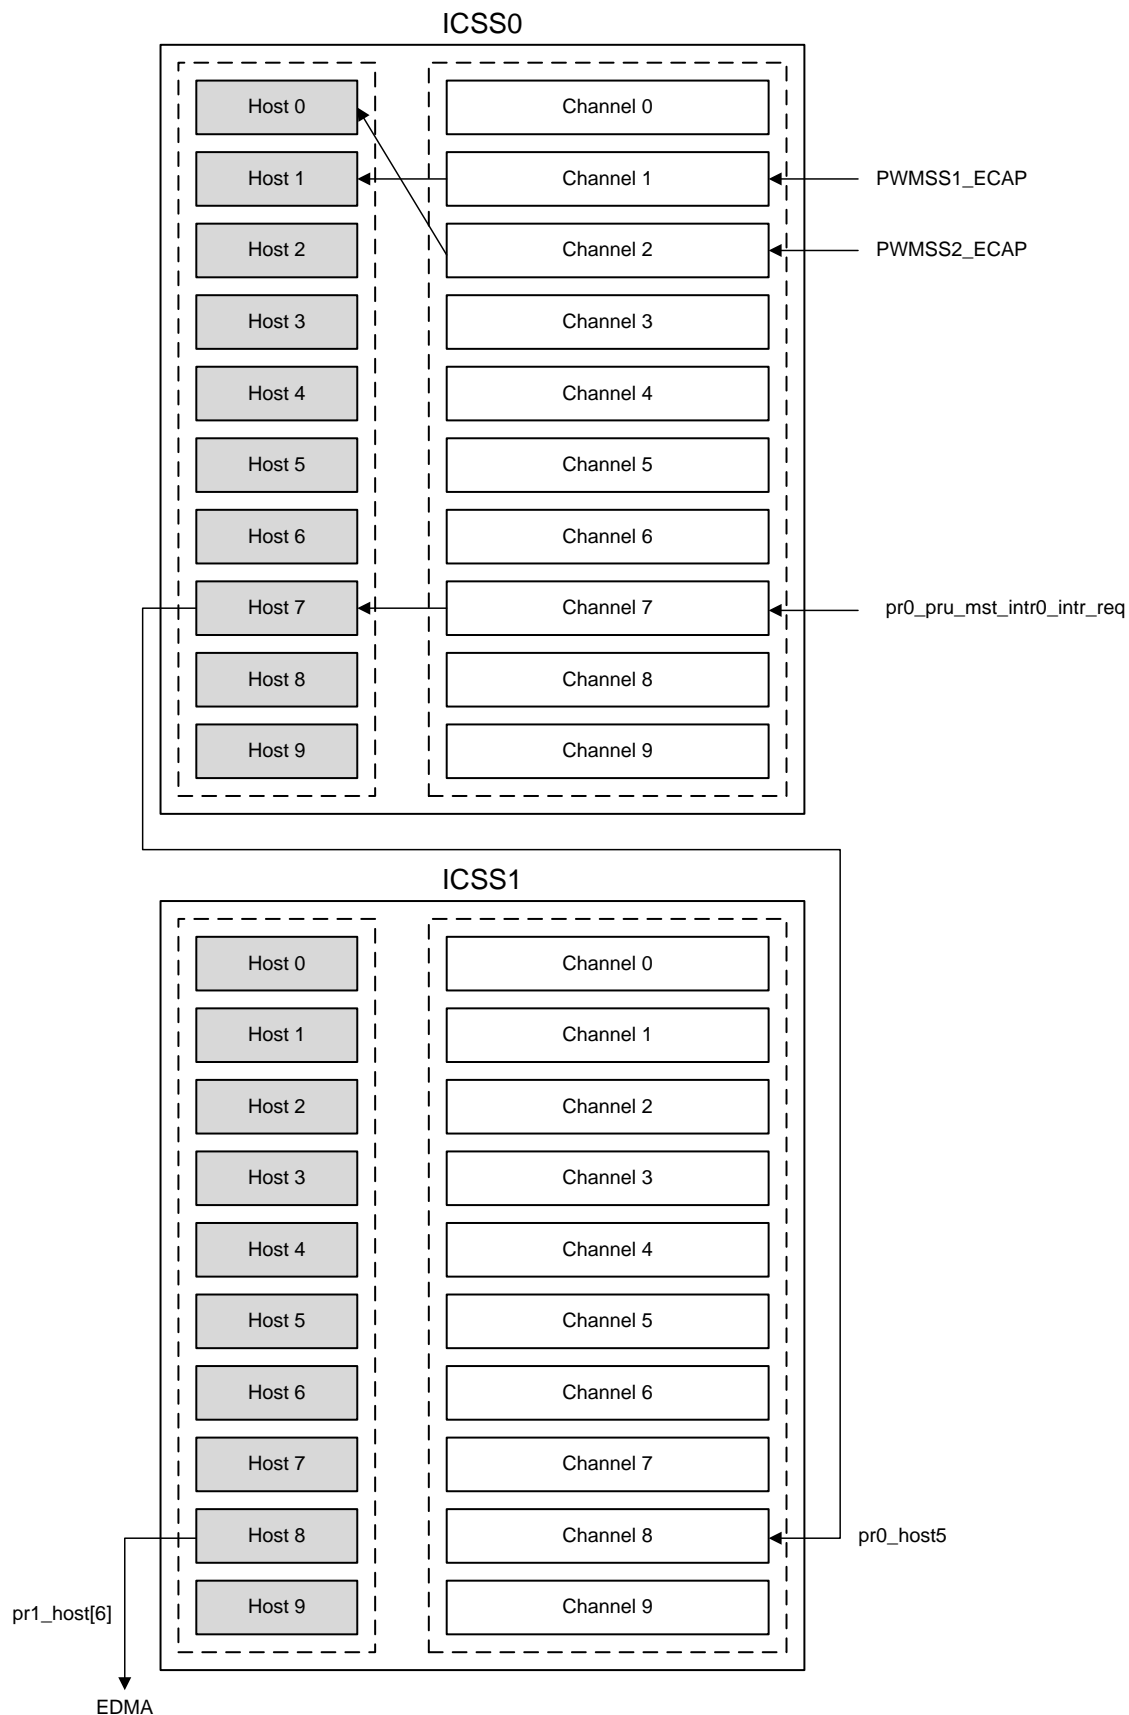 ICSS0
Host 0 Channel 0
Host 1 Channel 1 PWMSS1_ECAP
Host 2 Channel 2 PWMSS2_ECAP
Host 3 Channel 3
Host 4 Channel 4
Host 5 Channel 5
Host 6 Channel 6
Host 7 Channel 7 pr0_pru_mst_intr0_intr_req
Host 8 Channel 8
Host 9 Channel 9
ICSS1
Host 0 Channel 0
Host 1 Channel 1
Host 2 Channel 2
Host 3 Channel 3
Host 4 Channel 4
Host 5 Channel 5
Host 6 Channel 6
Host 7 Channel 7
Host 8 Channel 8 pr0_host5
Host 9 Channel 9
pr1_host[6]
EDMA